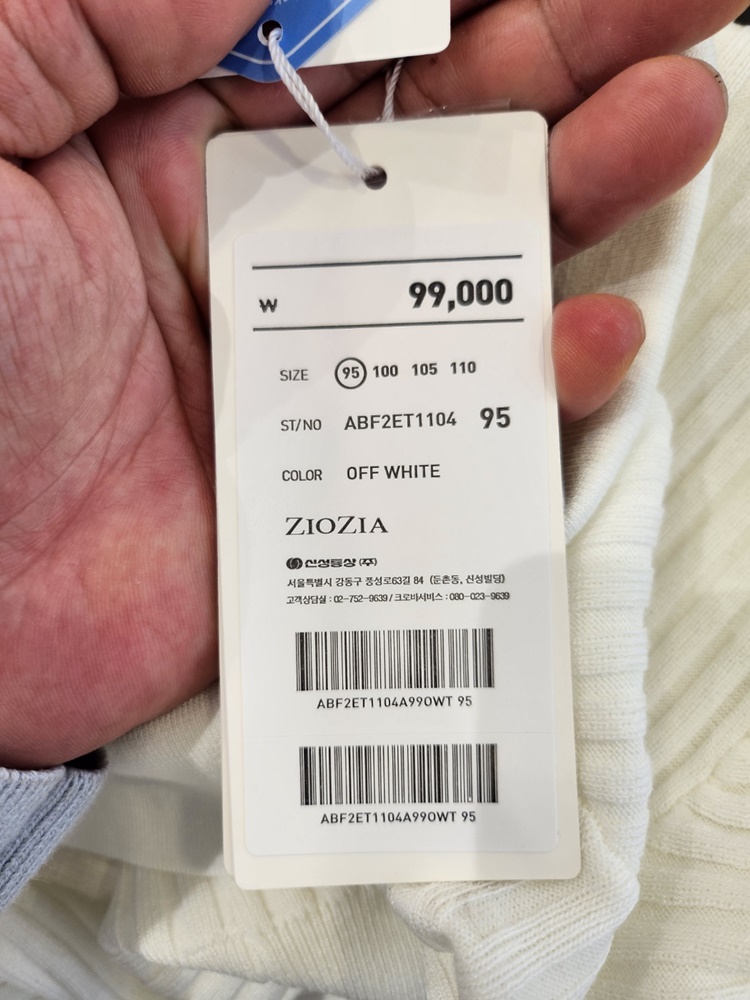 ₩ 99,000
SIZE 95 100 105 110
ST/NO ABF2ET1104 95
COLOR OFF WHITE
ZIOZIA
신성통상 (주)
서울특별시 강동구 풍성로63길 84 (둔촌동, 신성빌딩)
고객상담실 : 02-752-9639 / 크로바서비스 : 080-023-9639
ABF2ET1104A99OWT 95
ABF2ET1104A99OWT 95